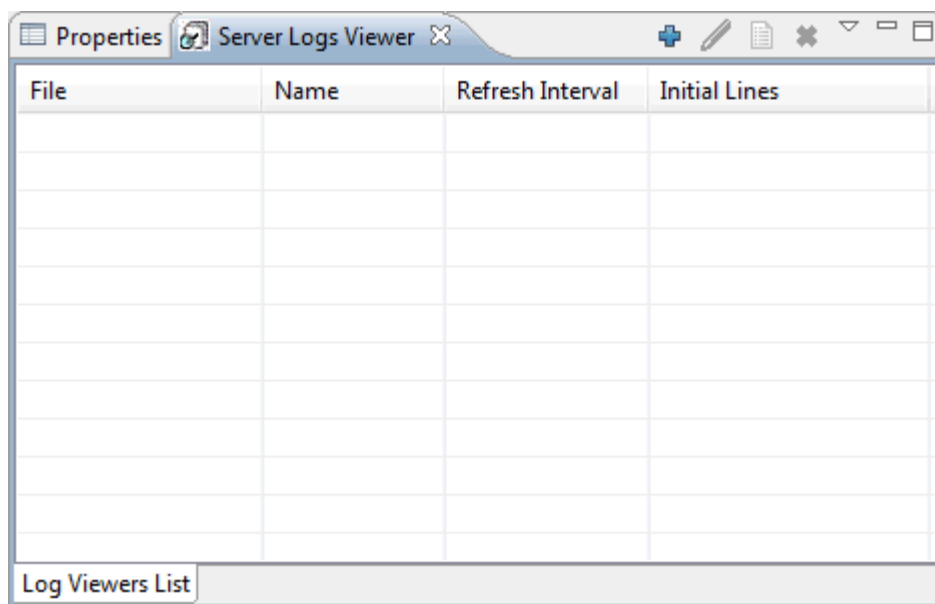 Properties Server Logs Viewer
File Name Refresh Interval Initial Lines
Log Viewers List